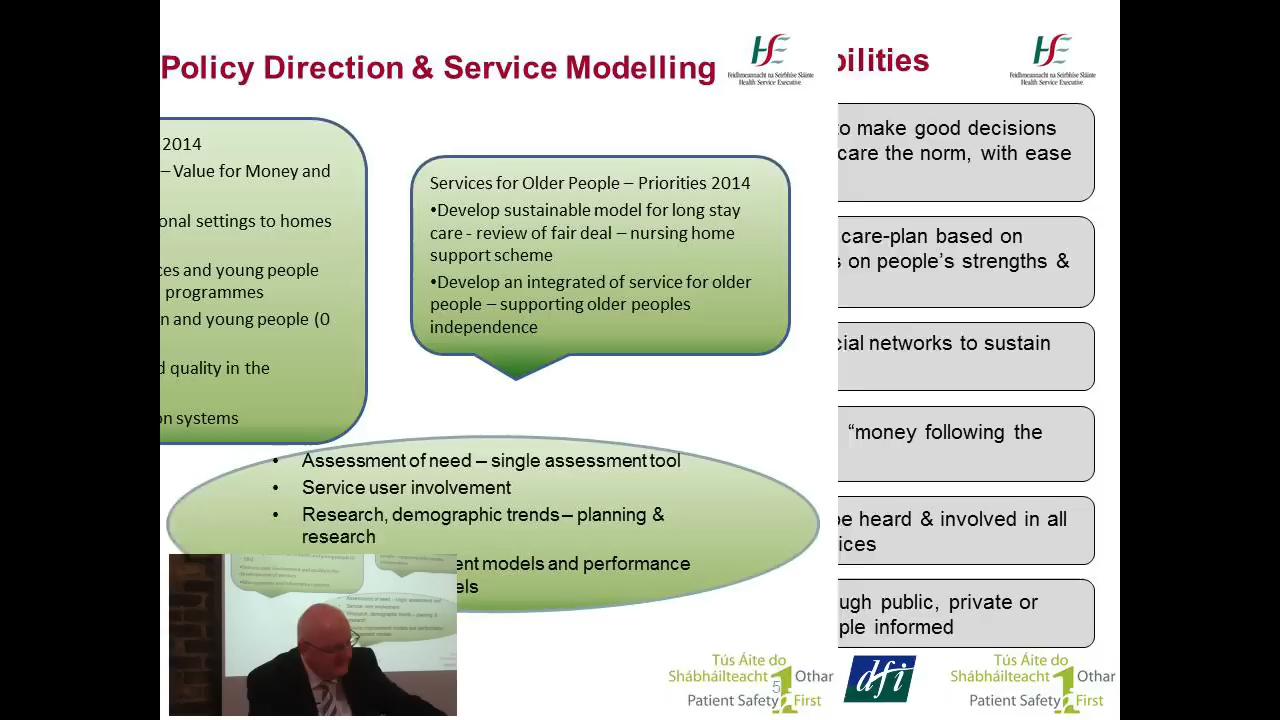 Policy Direction & Service Modelling
Feidhmeannacht na Seirbhíse Sláinte
Health Service Executive
bilities
Feidhmeannacht na Seirbhíse Sláinte
Health Service Executive
2014
– Value for Money and
onal settings to homes
ces and young people
programmes
n and young people (0
d quality in the
on systems
Services for Older People – Priorities 2014
•Develop sustainable model for long stay
care - review of fair deal – nursing home
support scheme
•Develop an integrated of service for older
people – supporting older peoples
independence
to make good decisions
care the norm, with ease
care-plan based on
s on people’s strengths &
cial networks to sustain
“money following the
be heard & involved in all
ices
ugh public, private or
ple informed
• Assessment of need – single assessment tool
• Service user involvement
• Research, demographic trends – planning &
research
ent models and performance
els
Tús Áite do
Shábháilteacht 1 Othar
5
Patient Safety First
dfi
Tús Áite do
Shábháilteacht 1 Othar
Patient Safety First